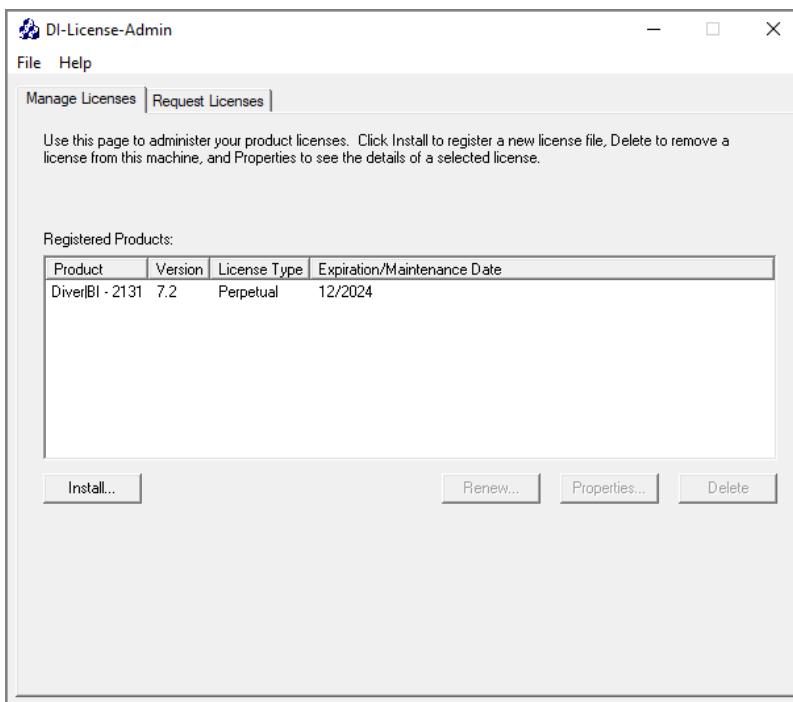 DI-License-Admin
File Help
Manage Licenses Request Licenses
Use this page to administer your product licenses. Click Install to register a new license file, Delete to remove a
license from this machine, and Properties to see the details of a selected license.
Registered Products:
Product Version License Type Expiration/Maintenance Date
Diver|BI - 2131 7.2 Perpetual 12/2024
Install... Renew... Properties... Delete